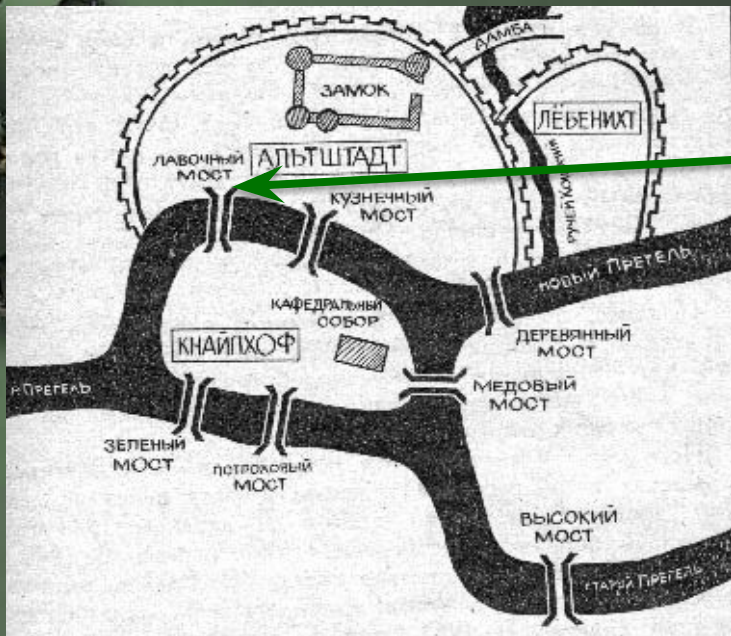 ДАМБА
ЗАМОК
ЛЁБЕНИХТ
ЛАВОЧНЫЙ
МОСТ
АЛЬТШТАДТ
КУЗНЕЧНЫЙ
МОСТ
РУЧЕЙ
НОВЫЙ ПРЕГЕЛЬ
КАФЕДРАЛЬНЫЙ
СОБОР
КНАЙПХОФ
ДЕРЕВЯННЫЙ
МОСТ
ПРЕГЕЛЬ
МЕДОВЫЙ
МОСТ
ЗЕЛЕНЫЙ
МОСТ
ПОТРОХОВЫЙ
МОСТ
ВЫСОКИЙ
МОСТ
СТАРЫЙ ПРЕГЕЛЬ